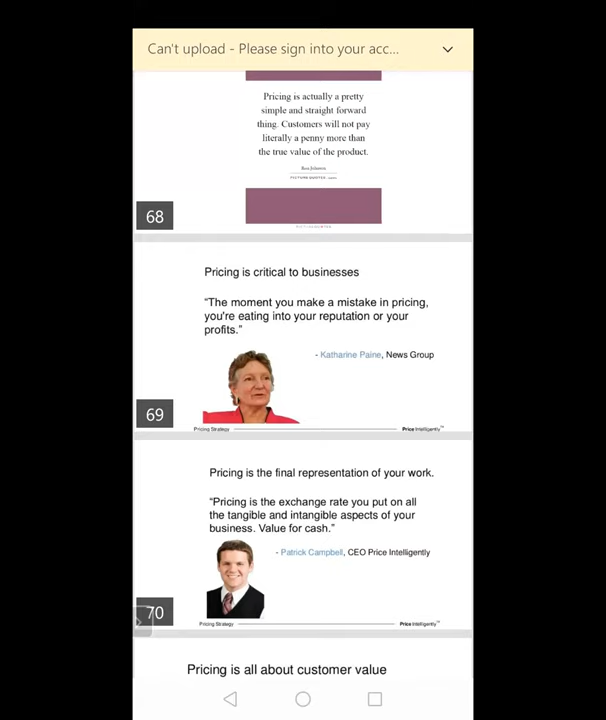 Can't upload - Please sign into your acc...
Pricing is actually a pretty
simple and straight forward
thing. Customers will not pay
literally a penny more than
the true value of the product.
Ron Johnson
68
Pricing is critical to businesses
“The moment you make a mistake in pricing,
you're eating into your reputation or your
profits.”
- Katharine Paine, News Group
69
Pricing Strategy
Price Intelligently™
Pricing is the final representation of your work.
“Pricing is the exchange rate you put on all
the tangible and intangible aspects of your
business. Value for cash.”
- Patrick Campbell, CEO Price Intelligently
70
Pricing Strategy
Price Intelligently™
Pricing is all about customer value